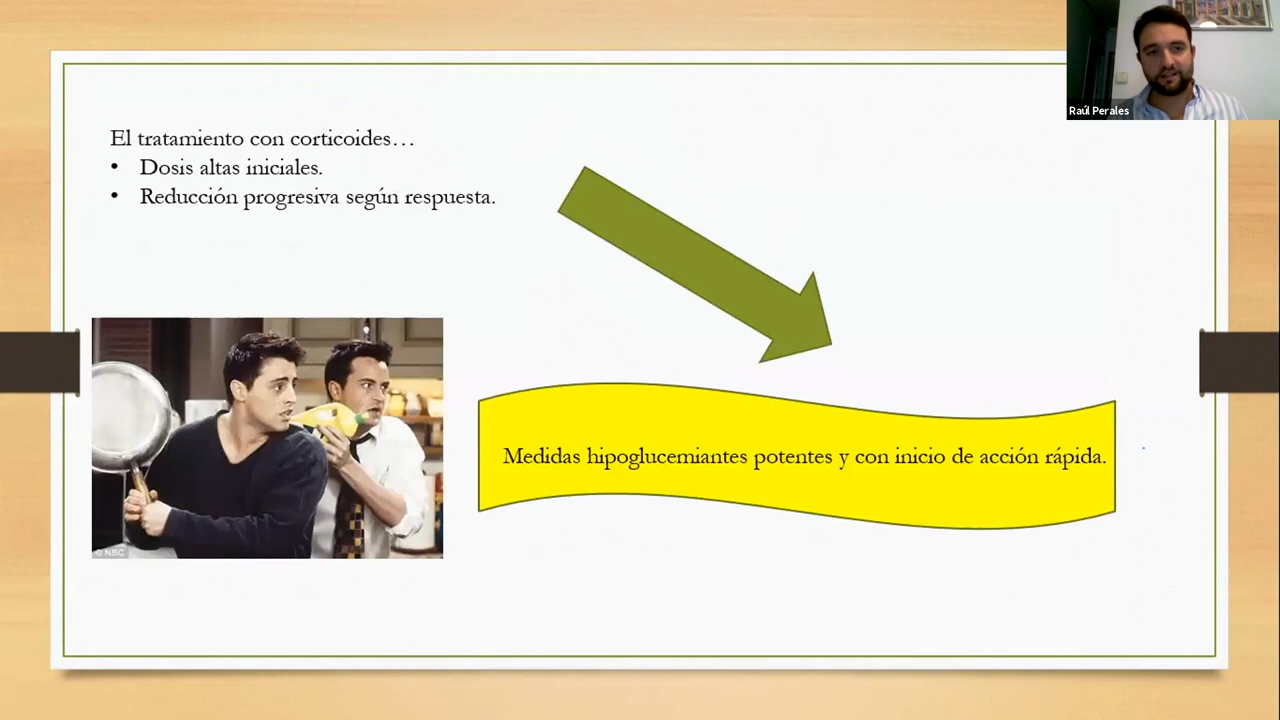 Raúl Perales
El tratamiento con corticoides…
• Dosis altas iniciales.
• Reducción progresiva según respuesta.
Medidas hipoglucemiantes potentes y con inicio de acción rápida.
© NBC